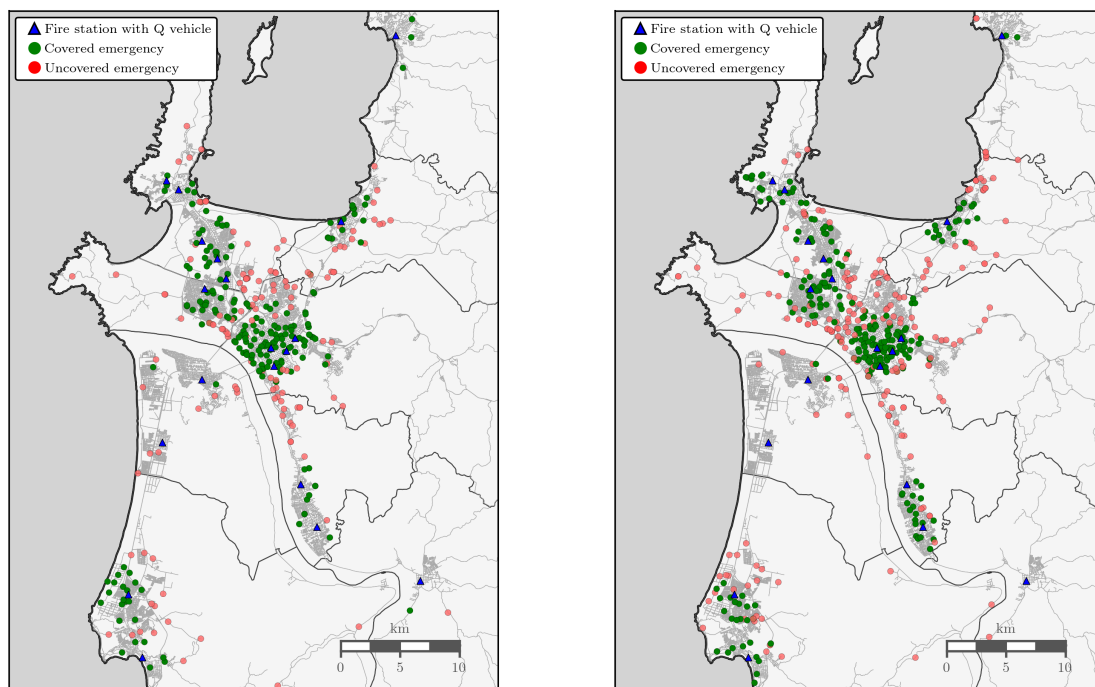 Fire station with Q vehicle
Covered emergency
Uncovered emergency
km
0 5 10
Fire station with Q vehicle
Covered emergency
Uncovered emergency
km
0 5 10